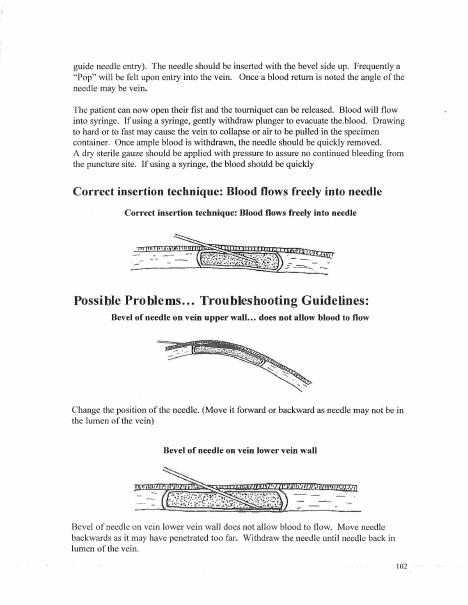 guide needle entry). The needle should be inserted with the bevel side up. Frequently a
“Pop” will be felt upon entry into the vein. Once a blood return is noted the angle of the
needle may be vein.
The patient can now open their fist and the tourniquet can be released. Blood will flow
into syringe. If using a syringe, gently withdraw plunger to evacuate the.blood. Drawing
to hard or to fast may cause the vein to collapse or air to be pulled in the specimen
container. Once ample blood is withdrawn, the needle should be quickly removed.
A dry sterile gauze should be applied with pressure to assure no continued bleeding from
the puncture site. If using a syringe, the blood should be quickly
Correct insertion technique: Blood flows freely into needle
Correct insertion technique: Blood flows freely into needle
Possible Problems… Troubleshooting Guidelines:
Bevel of needle on vein upper wall… does not allow blood to flow
Change the position of the needle. (Move it forward or backward as needle may not be in
the lumen of the vein)
Bevel of needle on vein lower vein wall
Bevel of needle on vein lower vein wall does not allow blood to flow. Move needle
backwards as it may have penetrated too far. Withdraw the needle until needle back in
lumen of the vein.
102